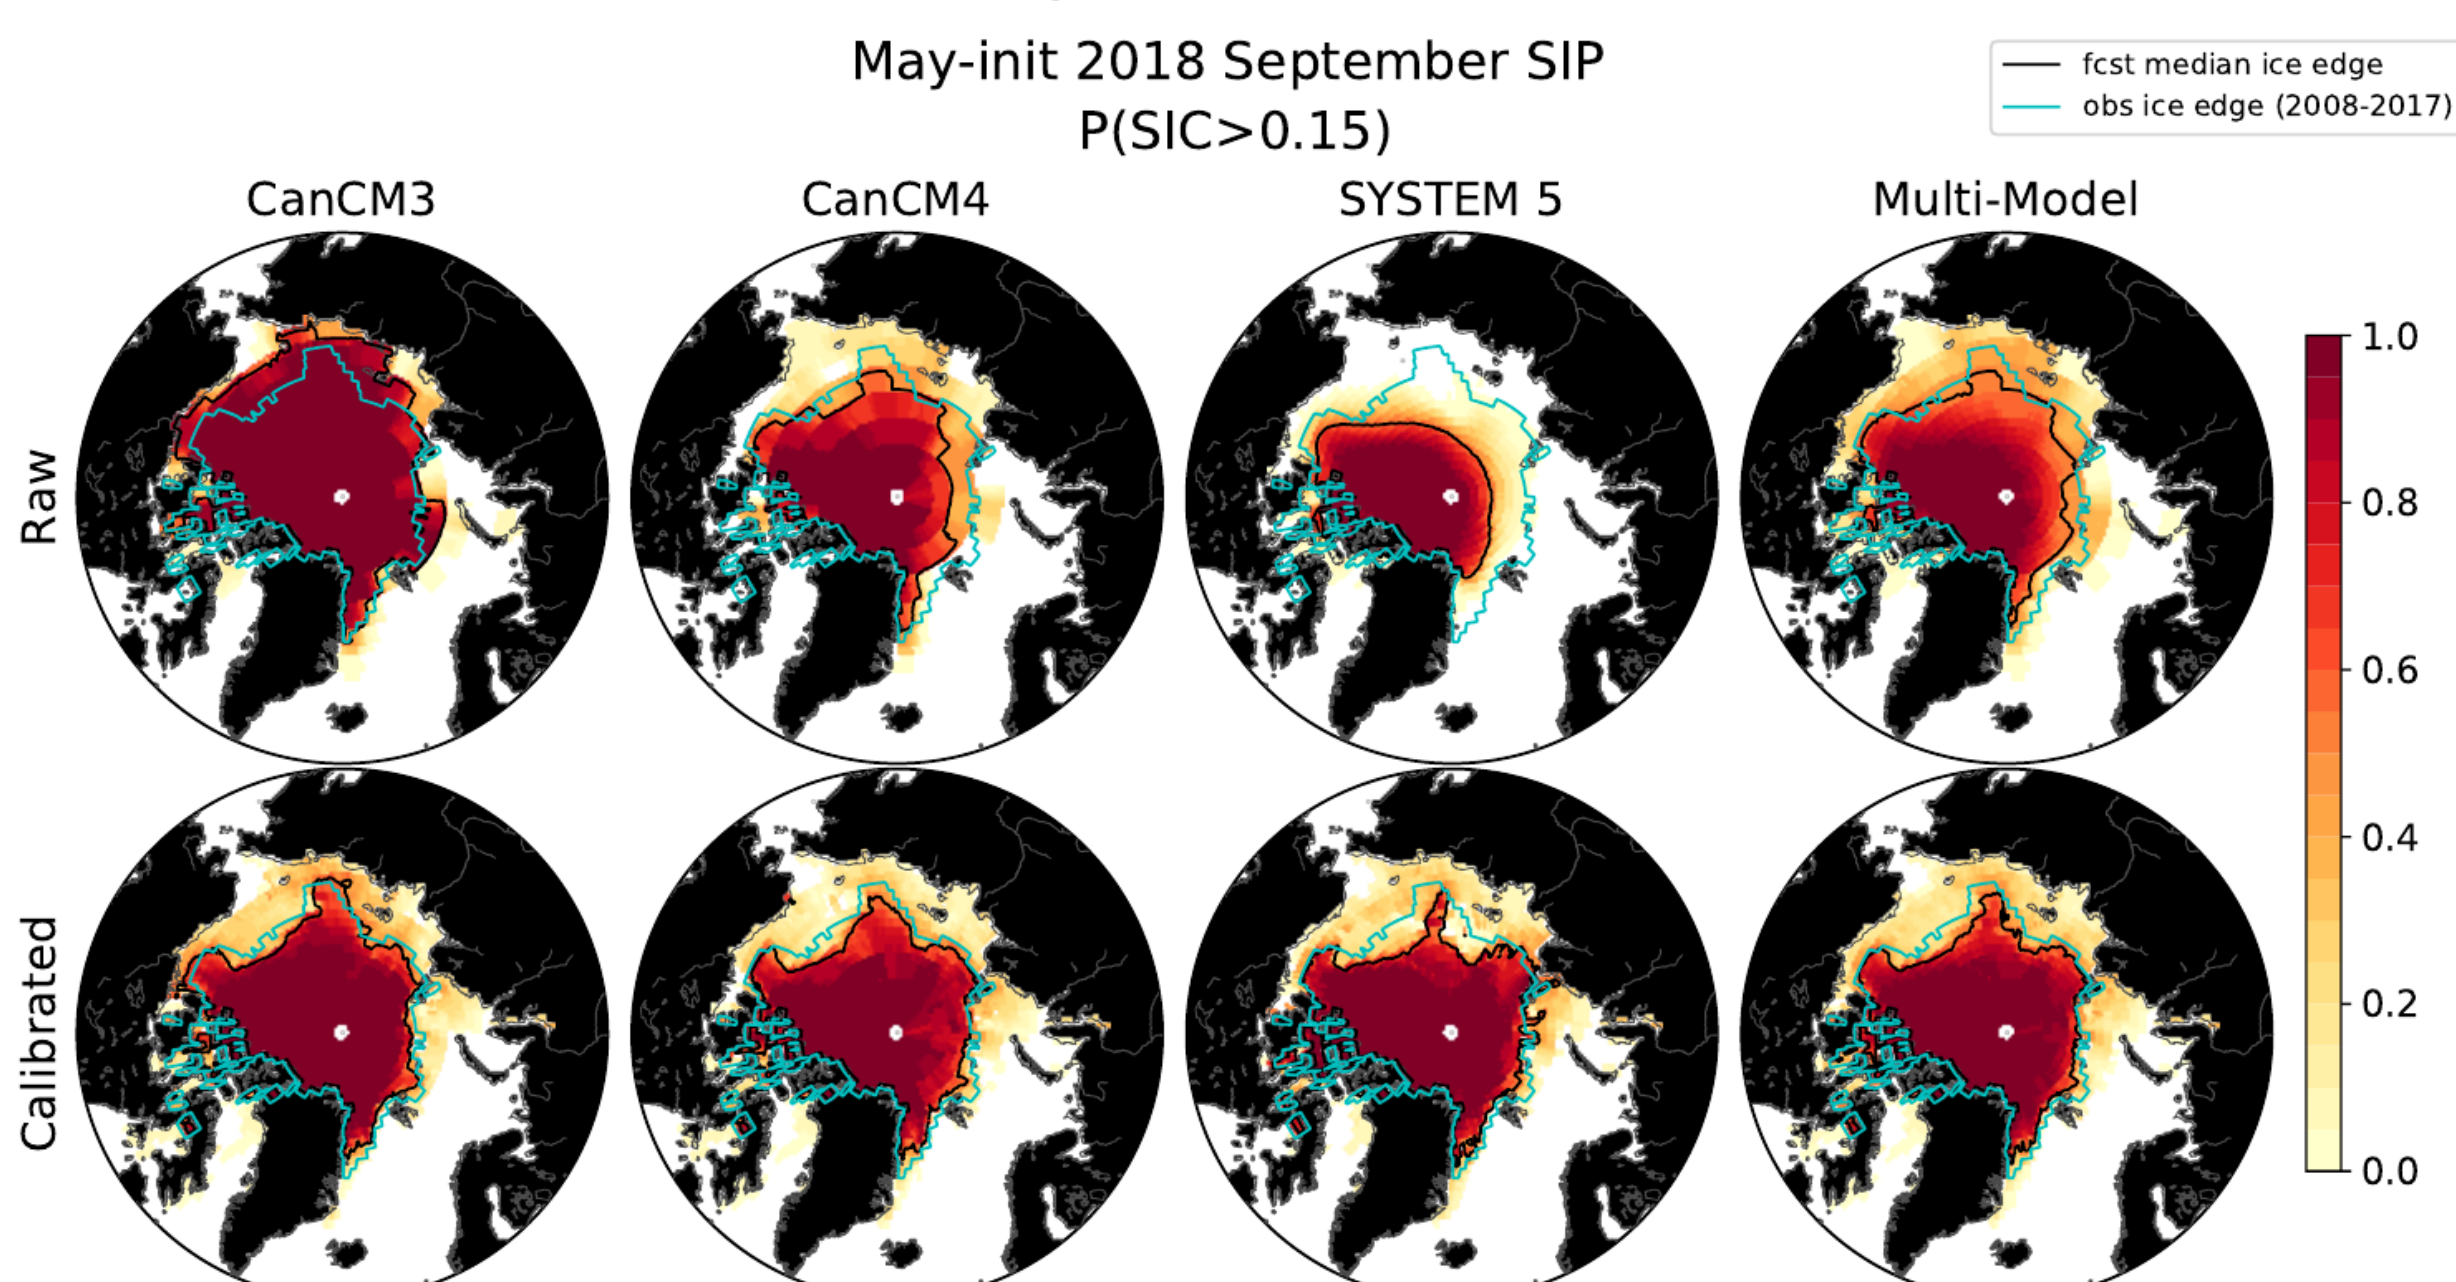 May-init 2018 September SIP
P(SIC>0.15)
fcst median ice edge
obs ice edge (2008-2017)
CanCM3
CanCM4
SYSTEM 5
Multi-Model
Raw
Calibrated
1.0
0.8
0.6
0.4
0.2
0.0